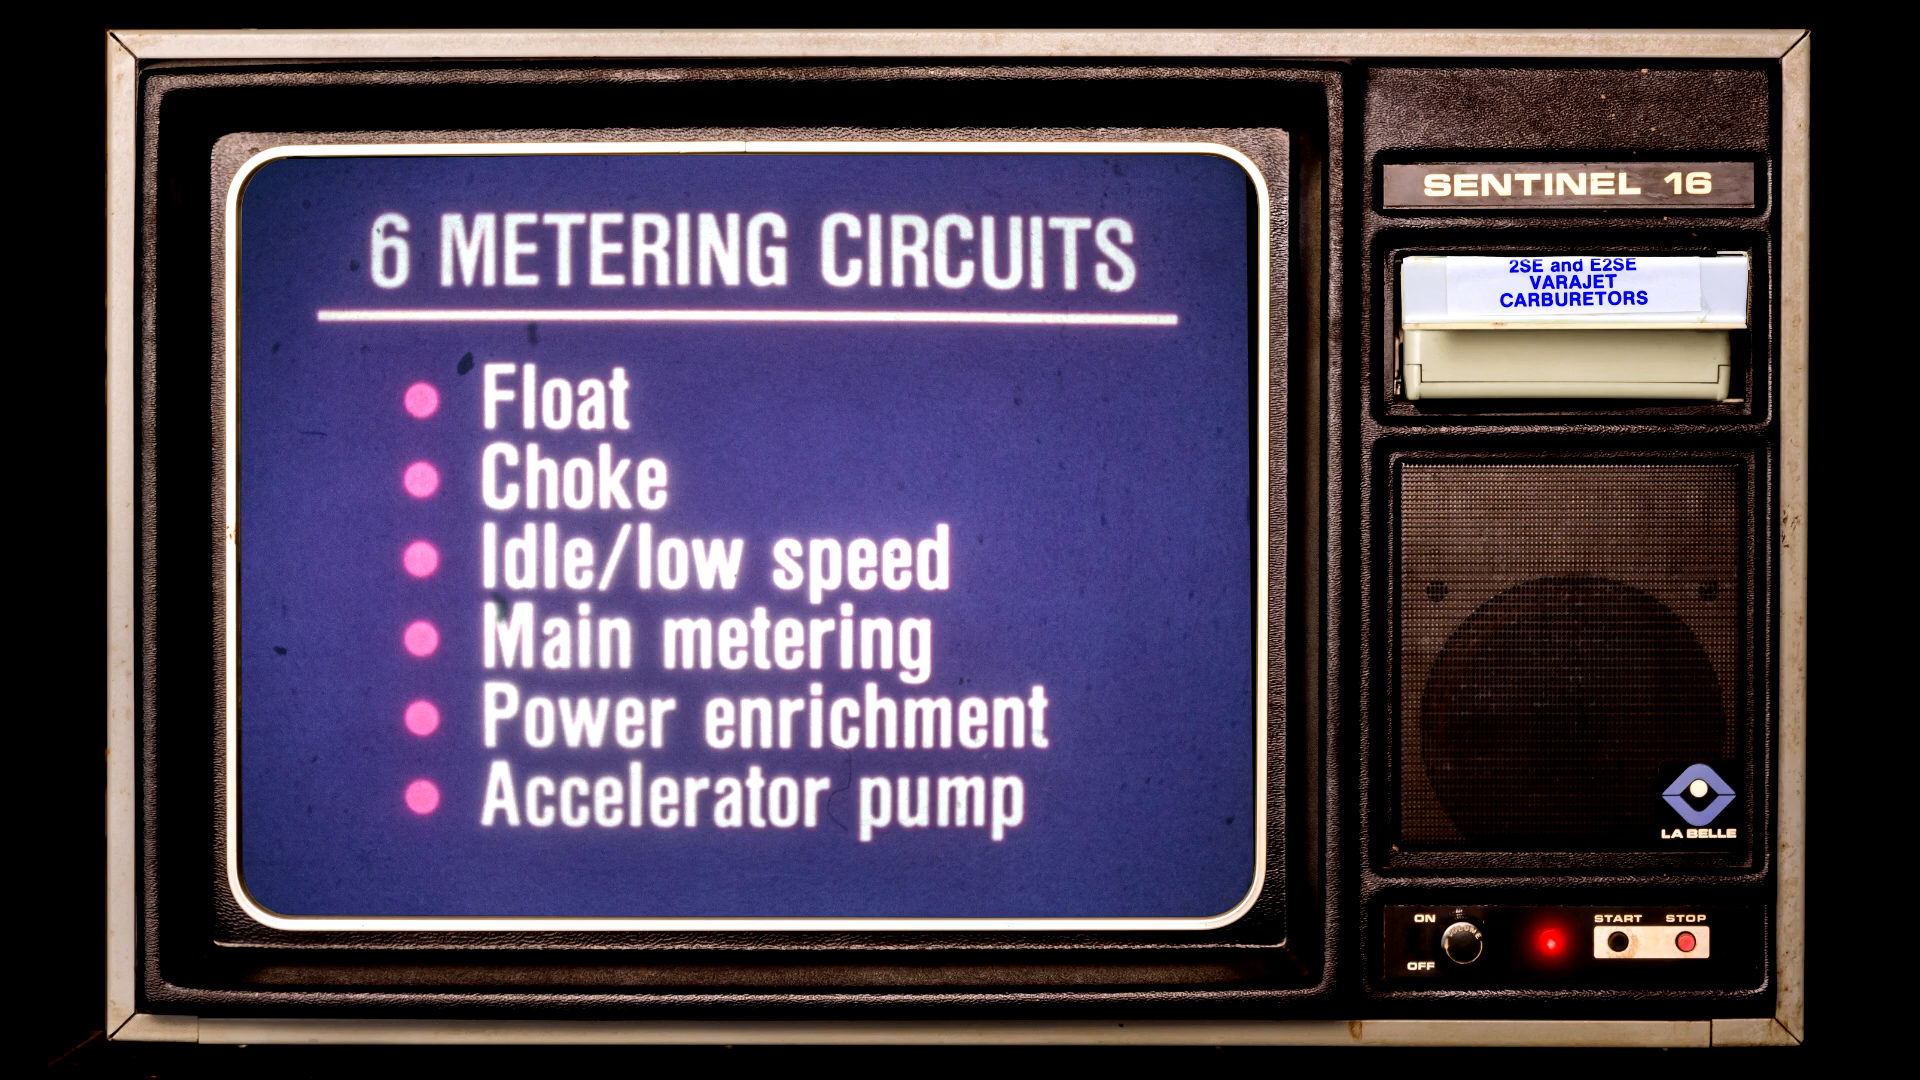 6 METERING CIRCUITS
Float
Choke
Idle/low speed
Main metering
Power enrichment
Accelerator pump
SENTINEL 16
2SE and E2SE
VARAJET
CARBURETORS
LA BELLE
ON
OFF
VOLUME
START STOP